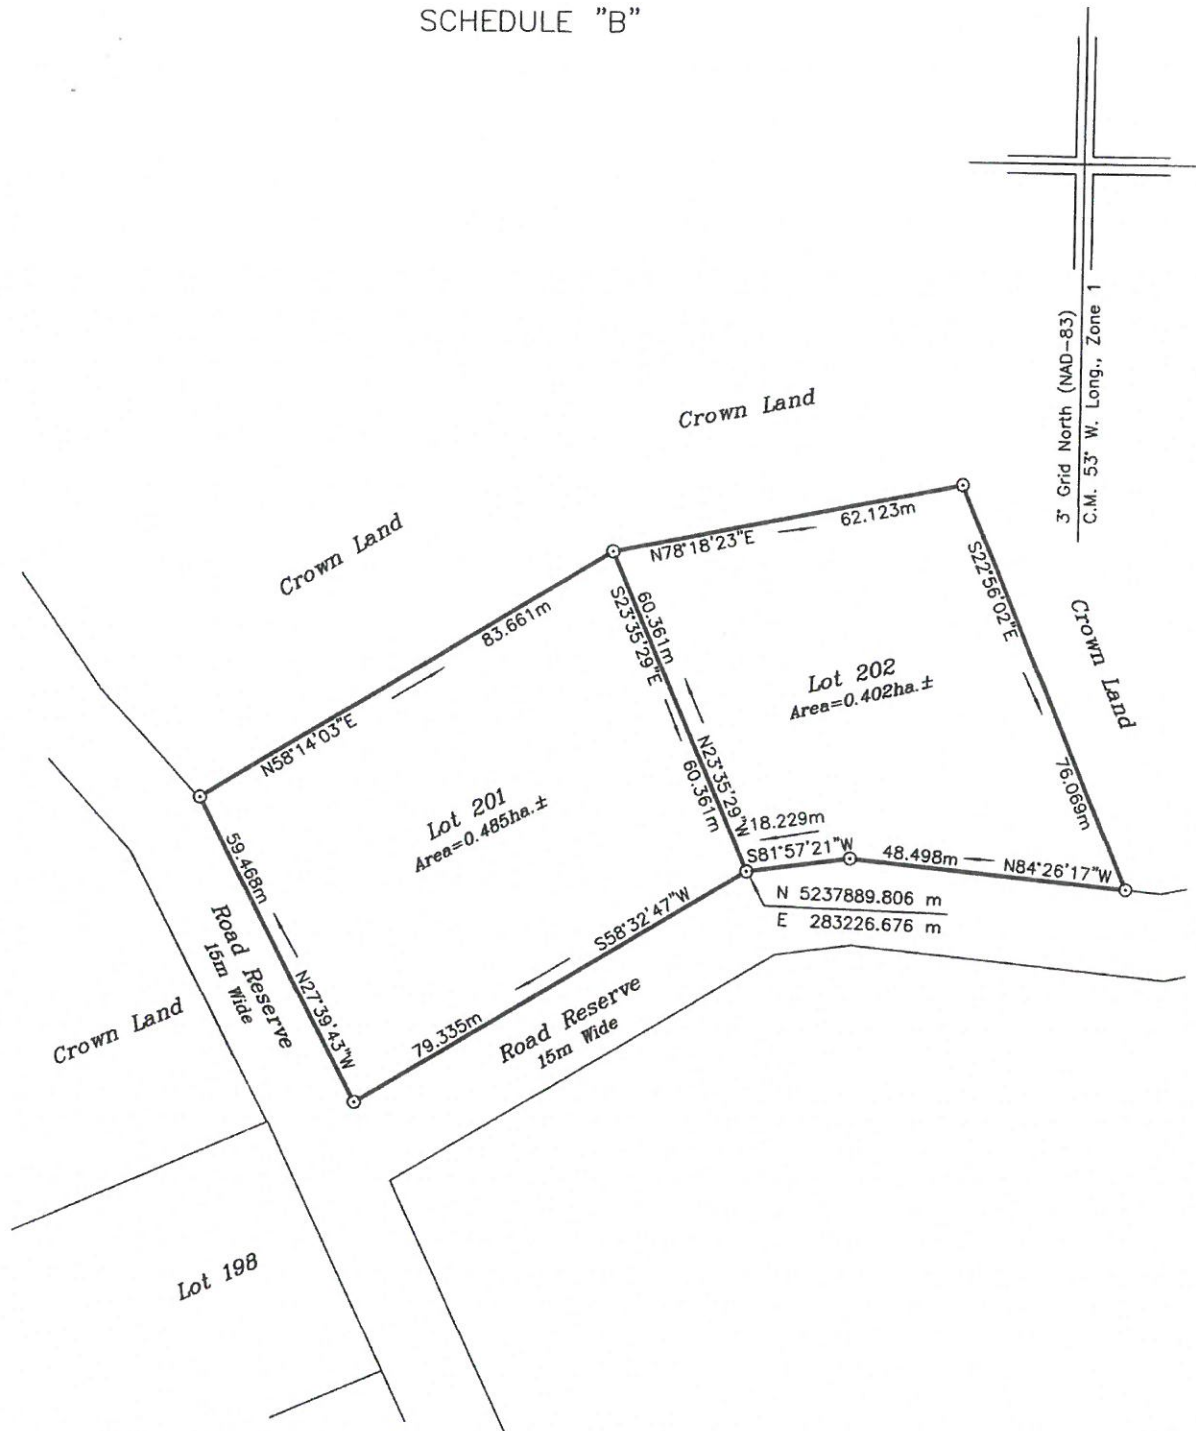 SCHEDULE "B"
3° Grid North (NAD-83)
C.M. 53° W. Long., Zone 1
Crown Land
Crown Land
N78°18'23"E
62.123m
S22°56'02"E
76.069m
Crown Land
83.661m
N58°14'03"E
60.361m
S23°35'29"E
N23°35'29"W
60.361m
Lot 202
Area=0.402ha.±
Lot 201
Area=0.485ha.±
18.229m
S81°57'21"W
48.498m
N84°26'17"W
N 5237889.806 m
E 283226.676 m
59.468m
N27°39'43"W
Road Reserve
15m Wide
S58°32'47"W
79.335m
Road Reserve
15m Wide
Crown Land
Lot 198